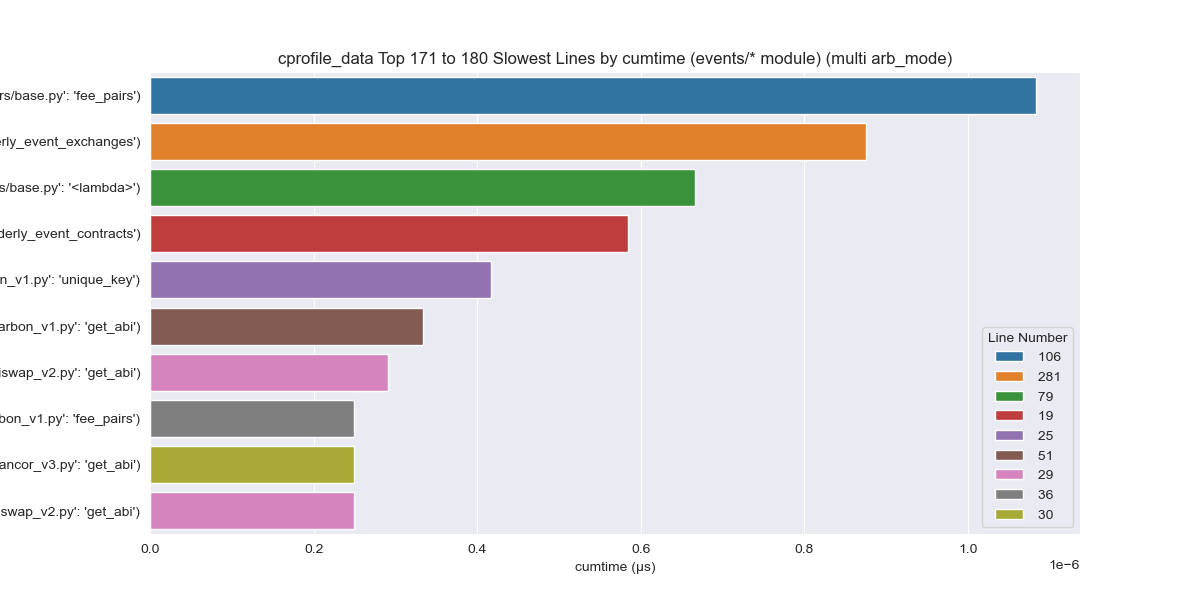 cprofile_data Top 171 to 180 Slowest Lines by cumtime (events/* module) (multi arb_mode)
rs/base.py': 'fee_pairs')
erly_event_exchanges')
s/base.py': '<lambda>')
derly_event_contracts')
n_v1.py': 'unique_key')
arbon_v1.py': 'get_abi')
iswap_v2.py': 'get_abi')
bon_v1.py': 'fee_pairs')
ancor_v3.py': 'get_abi')
swap_v2.py': 'get_abi')
Line Number
106
281
79
19
25
51
29
36
30
0.0 0.2 0.4 0.6 0.8 1.0
1e−6
cumtime (µs)